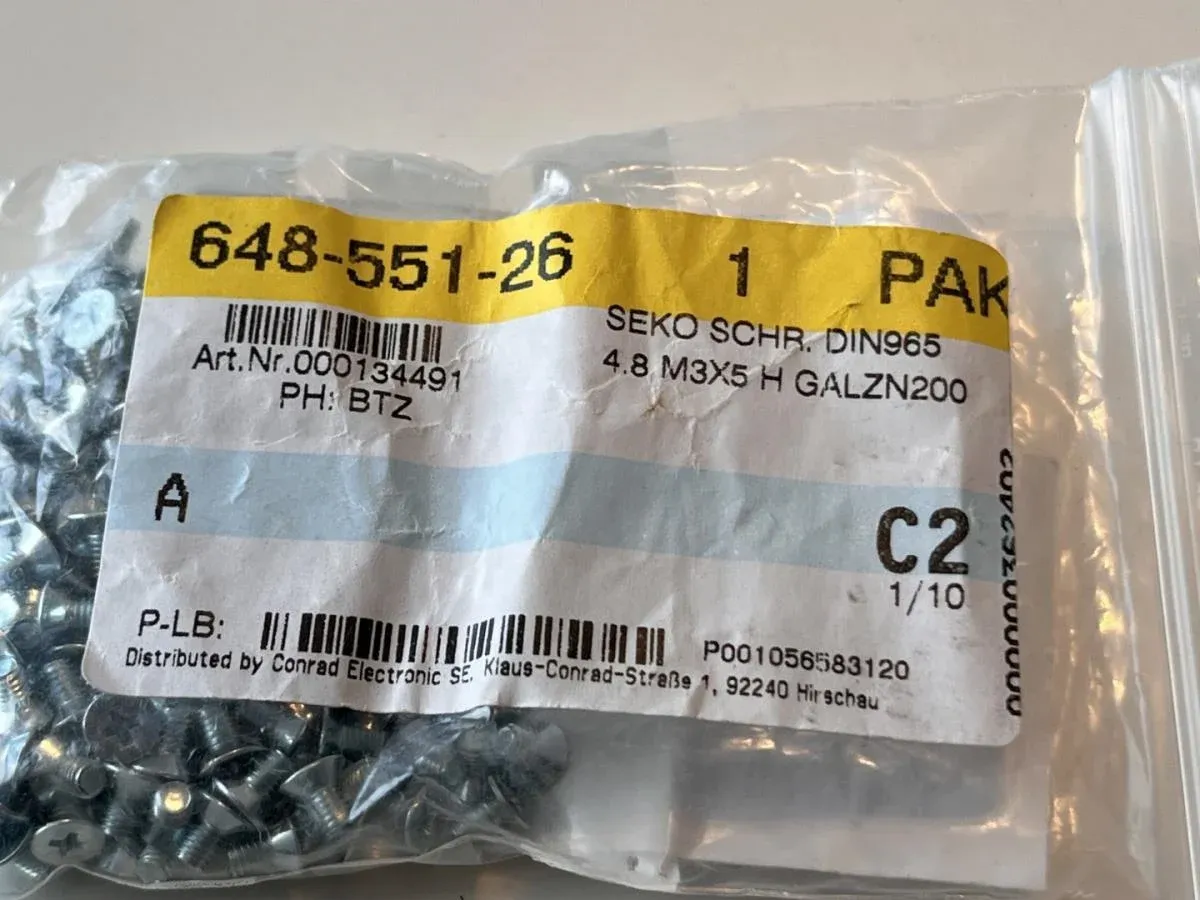 648-551-26 1 PAK
SEKO SCHR. DIN965
4.8 M3X5 H GALZN200
Art.Nr.000134491
PH: BTZ
A
C2
1/10
P-LB:
P001056583120
Distributed by Conrad Electronic SE, Klaus-Conrad-Straße 1, 92240 Hirschau